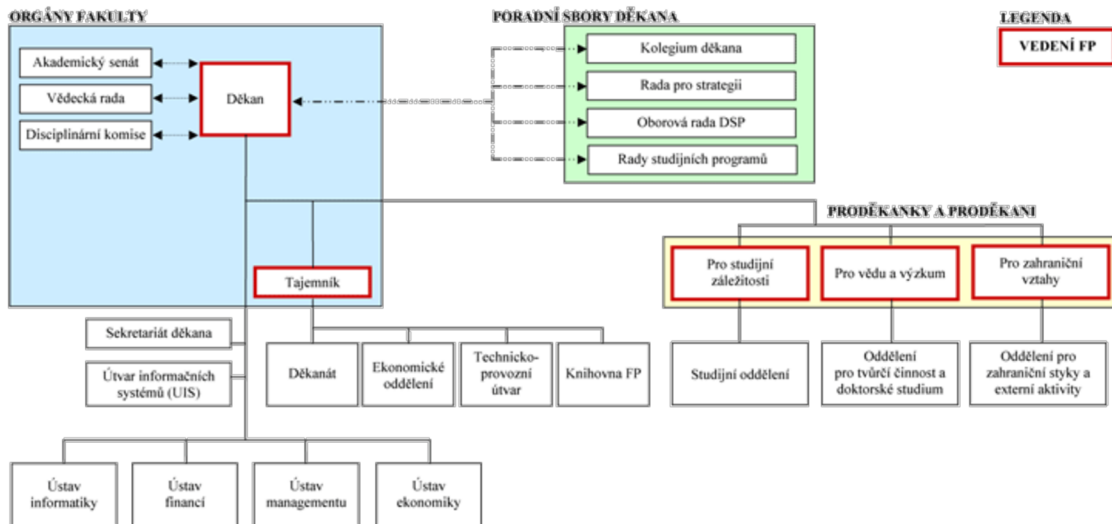 ORGÁNY FAKULTY
PORADNÍ SBORY DĚKANA
LEGENDA
VEDENÍ FP
Akademický senát
Vědecká rada
Disciplinární komise
Děkan
Kolegium děkana
Rada pro strategii
Oborová rada DSP
Rady studijních programů
PRODĚKANKY A PRODĚKANI
Pro studijní
záležitosti
Pro vědu a výzkum
Pro zahraniční
vztahy
Tajemník
Sekretariát děkana
Útvar informačních
systémů (UIS)
Děkanát
Ekonomické
oddělení
Technicko-
provozní
útvar
Knihovna FP
Studijní oddělení
Oddělení
pro tvůrčí činnost a
doktorské studium
Oddělení pro
zahraniční styky a
externí aktivity
Ústav
informatiky
Ústav
financí
Ústav
managementu
Ústav
ekonomiky